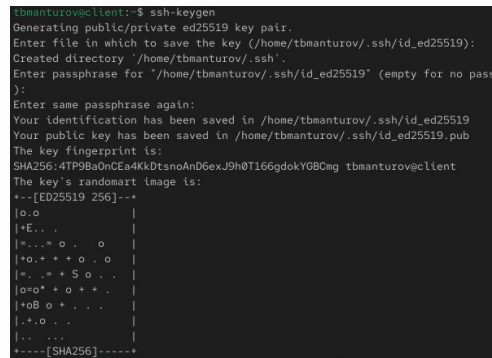 tbmanturov@client:~$ ssh-keygen
Generating public/private ed25519 key pair.
Enter file in which to save the key (/home/tbmanturov/.ssh/id_ed25519):
Created directory '/home/tbmanturov/.ssh'.
Enter passphrase for "/home/tbmanturov/.ssh/id_ed25519" (empty for no pass
):
Enter same passphrase again:
Your identification has been saved in /home/tbmanturov/.ssh/id_ed25519
Your public key has been saved in /home/tbmanturov/.ssh/id_ed25519.pub
The key fingerprint is:
SHA256:4TP9BaOnCEa4KkDtsnoAnD6exJ9h0T166gdokYGBCmg tbmanturov@client
The key's randomart image is:
+--[ED25519 256]--+
|o.o              |
|+E.. .           |
|=...= o .   o    |
|+o.+ + + o . o   |
|=. .= + S o . .  |
|o=o* + o + + .   |
|+oB o + . . .    |
|.+.o . .         |
|.. ...           |
+----[SHA256]-----+